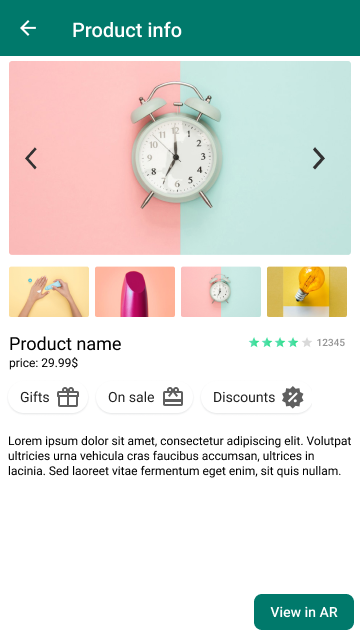 Product info
12
Product name
12345
price: 29.99$
Gifts
On sale
Discounts
Lorem ipsum dolor sit amet, consectetur adipiscing elit. Volutpat
ultricies urna vehicula cras faucibus accumsan, ultrices in
lacinia. Sed laoreet vitae fermentum eget enim, sit quis nullam.
View in AR